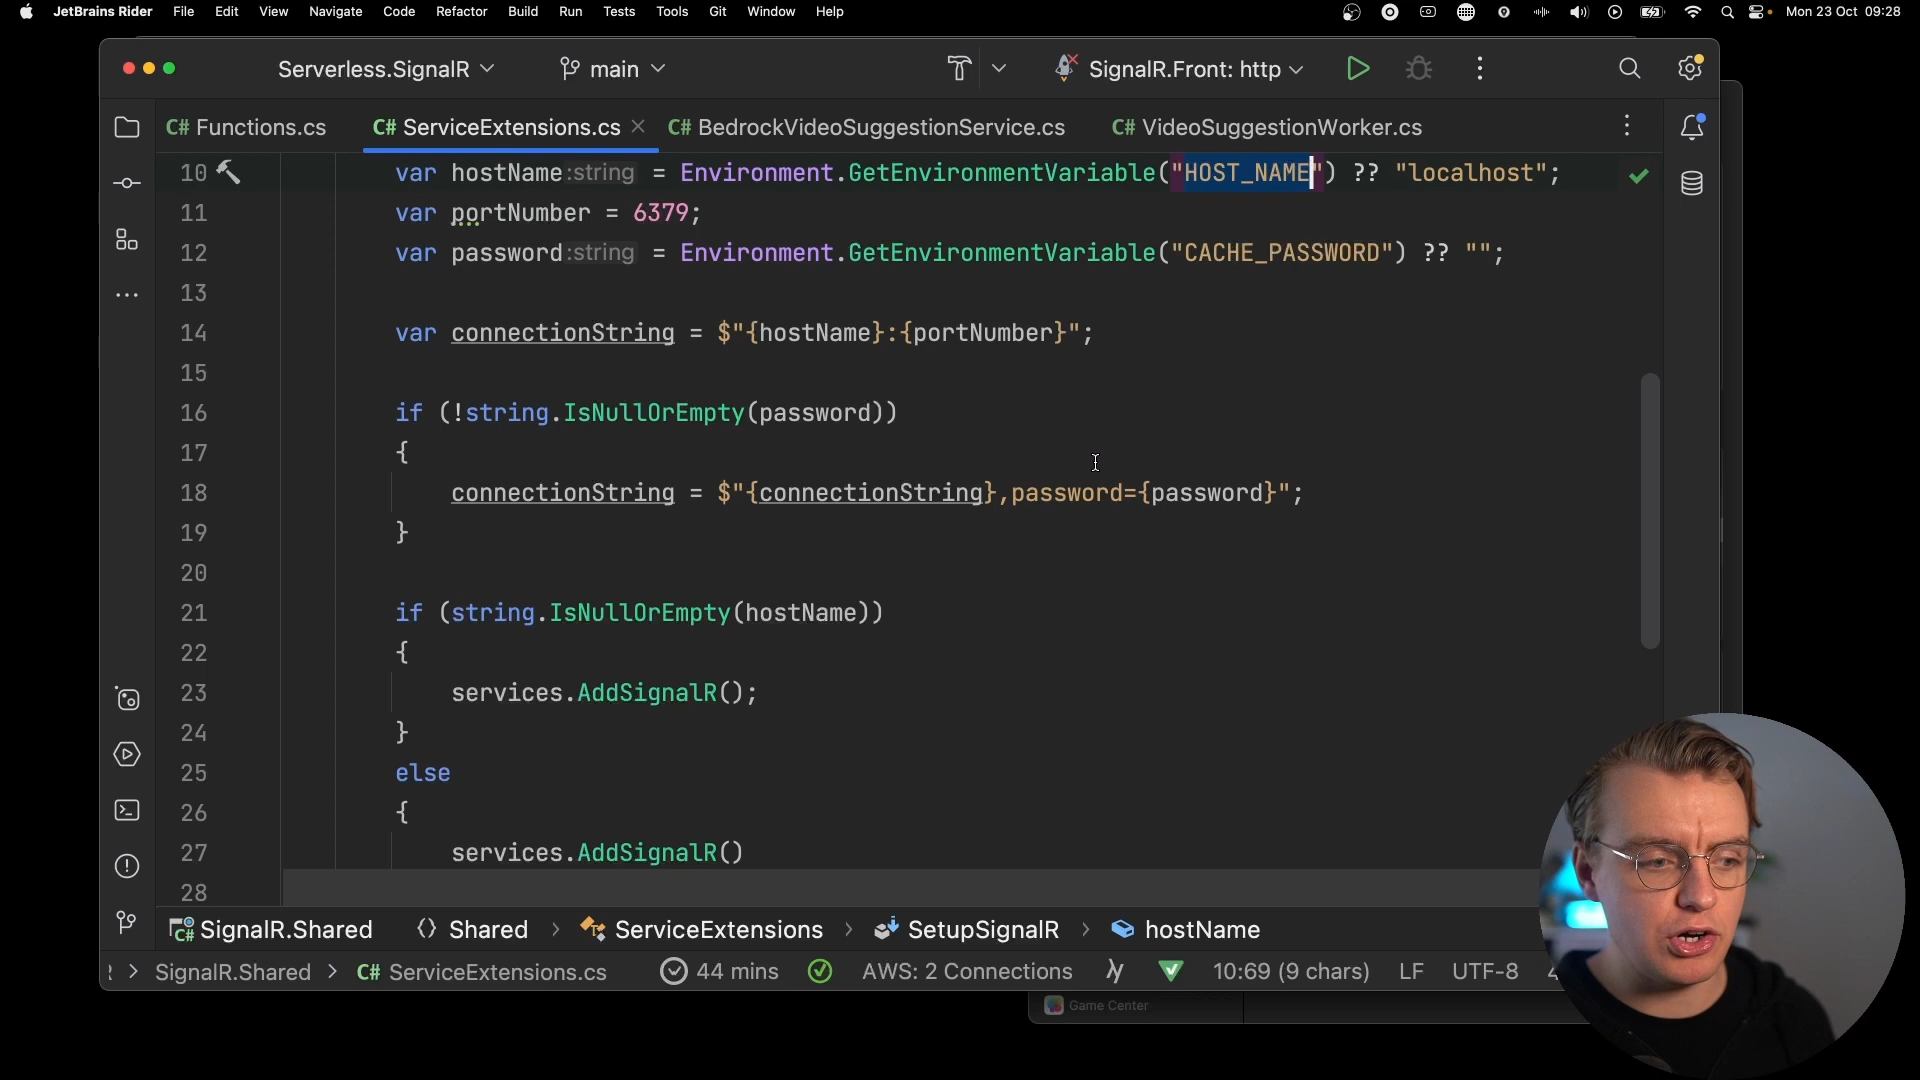 JetBrains Rider File Edit View Navigate Code Refactor Build Run Tests Tools Git Window Help Mon 23 Oct 09:28
Serverless.SignalR main SignalR.Front: http
C# Functions.cs C# ServiceExtensions.cs C# BedrockVideoSuggestionService.cs C# VideoSuggestionWorker.cs
10 var hostName:string = Environment.GetEnvironmentVariable("HOST_NAME") ?? "localhost";
11 var portNumber = 6379;
12 var password:string = Environment.GetEnvironmentVariable("CACHE_PASSWORD") ?? "";
13
14 var connectionString = $"{hostName}:{portNumber}";
15
16 if (!string.IsNullOrEmpty(password))
17 {
18 connectionString = $"{connectionString},password={password}";
19 }
20
21 if (string.IsNullOrEmpty(hostName))
22 {
23 services.AddSignalR();
24 }
25 else
26 {
27 services.AddSignalR()
28
C# SignalR.Shared Shared ServiceExtensions SetupSignalR hostName
SignalR.Shared C# ServiceExtensions.cs 44 mins AWS: 2 Connections 10:69 (9 chars) LF UTF-8
Game Center